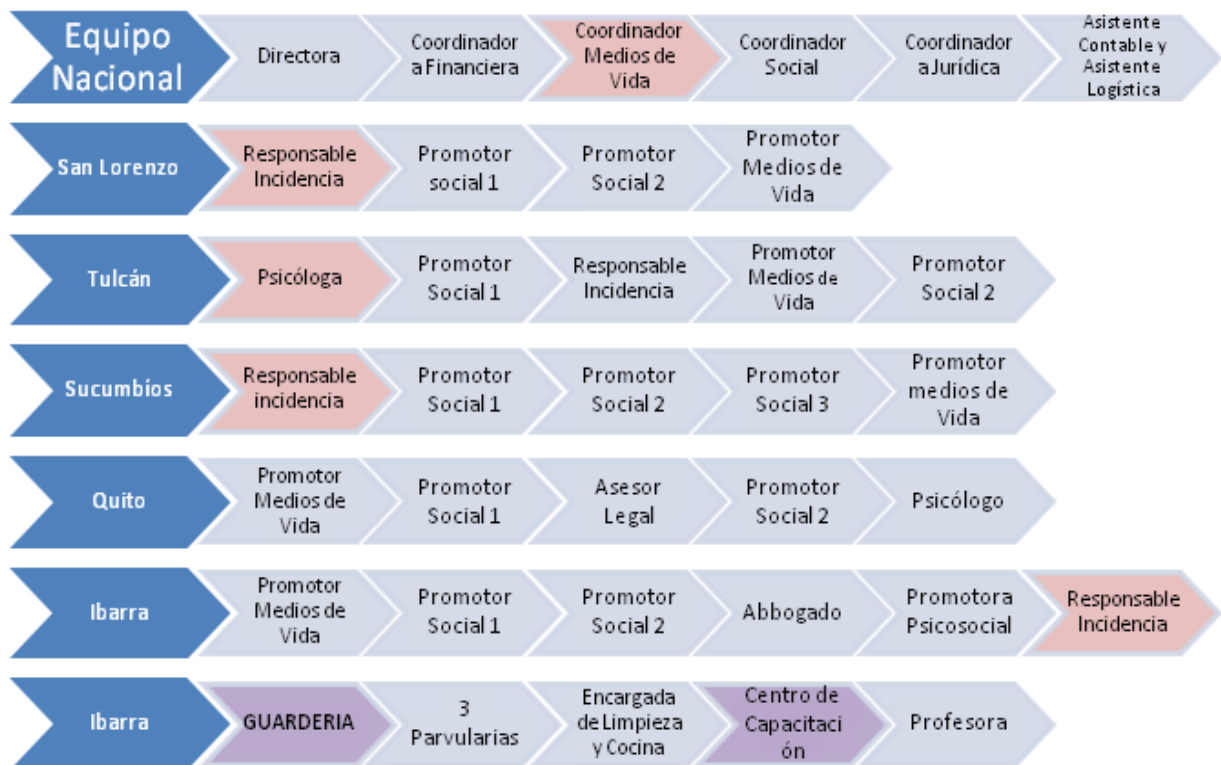 Equipo
Nacional
Directora
Coordinador
a Financiera
Coordinador
Medios de
Vida
Coordinador
Social
Coordinador
a Jurídica
Asistente
Contable y
Asistente
Logística
San Lorenzo
Responsable
Incidencia
Promotor
social 1
Promotor
Social 2
Promotor
Medios de
Vida
Tulcán
Psicóloga
Promotor
Social 1
Responsable
Incidencia
Promotor
Medios de
Vida
Promotor
Social 2
Sucumbíos
Responsable
incidencia
Promotor
Social 1
Promotor
Social 2
Promotor
Social 3
Promotor
medios de
Vida
Quito
Promotor
Medios de
Vida
Promotor
Social 1
Asesor
Legal
Promotor
Social 2
Psicólogo
Ibarra
Promotor
Medios de
Vida
Promotor
Social 1
Promotor
Social 2
Abbogado
Promotora
Psicosocial
Responsable
Incidencia
Ibarra
GUARDERIA
3
Parvularias
Encargada
de Limpieza
y Cocina
Centro de
Capacitaci
ón
Profesora